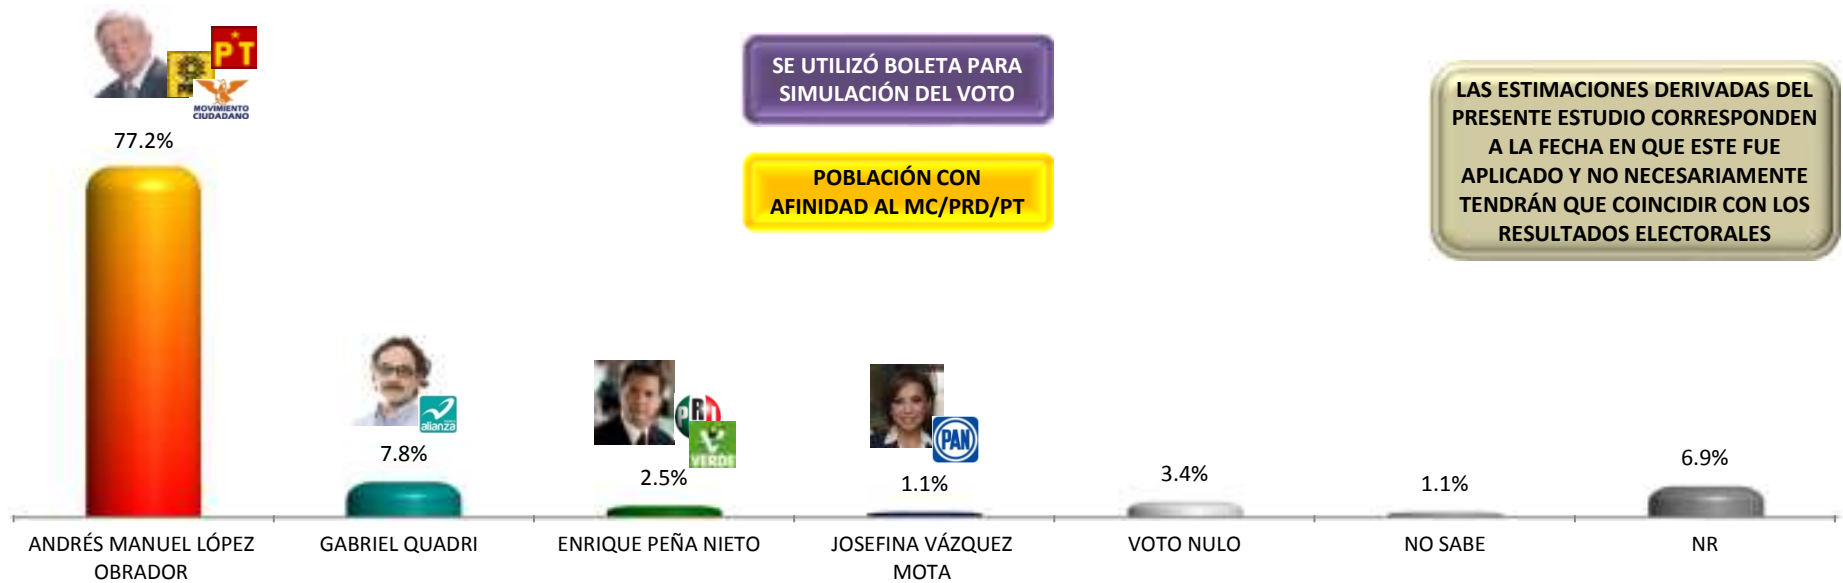 PT
MOVIMIENTO
CIUDADANO
77.2%
SE UTILIZÓ BOLETA PARA
SIMULACIÓN DEL VOTO
POBLACIÓN CON
AFINIDAD AL MC/PRD/PT
LAS ESTIMACIONES DERIVADAS DEL
PRESENTE ESTUDIO CORRESPONDEN
A LA FECHA EN QUE ESTE FUE
APLICADO Y NO NECESARIAMENTE
TENDRÁN QUE COINCIDIR CON LOS
RESULTADOS ELECTORALES
alianza
7.8%
PRI
VERDE
2.5%
PAN
1.1%
3.4%
1.1%
6.9%
ANDRÉS MANUEL LÓPEZ
OBRADOR
GABRIEL QUADRI
ENRIQUE PEÑA NIETO
JOSEFINA VÁZQUEZ
MOTA
VOTO NULO
NO SABE
NR